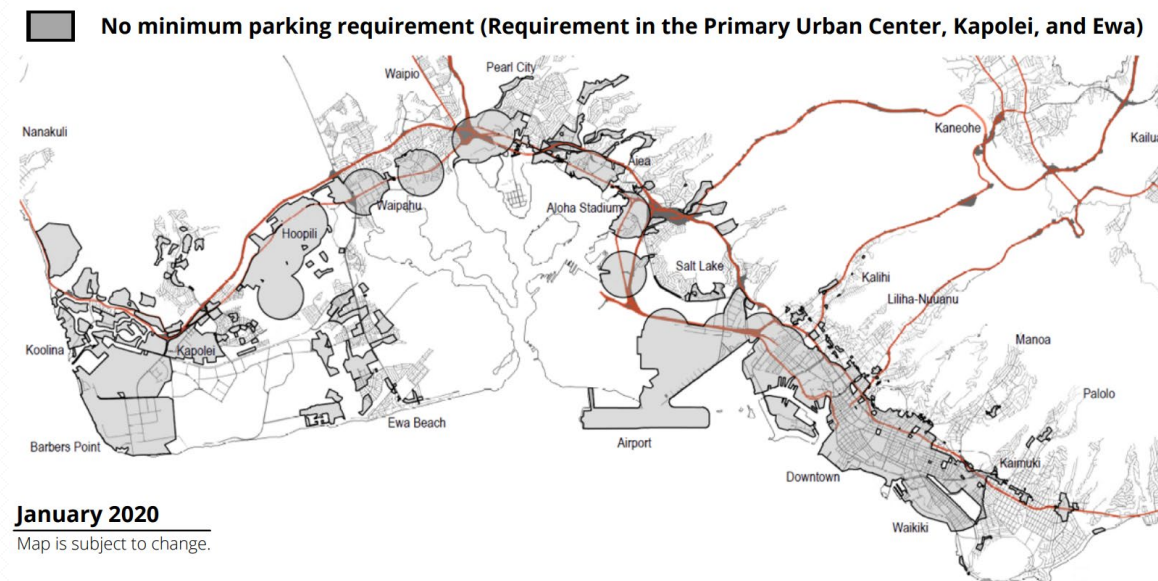 No minimum parking requirement (Requirement in the Primary Urban Center, Kapolei, and Ewa)
Pearl City
Waipio
Nanakuli
Kaneohe
Kailua
Aiea
Waipahu
Aloha Stadium
Hoopili
Salt Lake
Kalihi
Liliha-Nuuanu
Koolina
Kapolei
Manoa
Palolo
Ewa Beach
Barbers Point
Airport
Kaimuki
Downtown
Waikiki
January 2020
Map is subject to change.